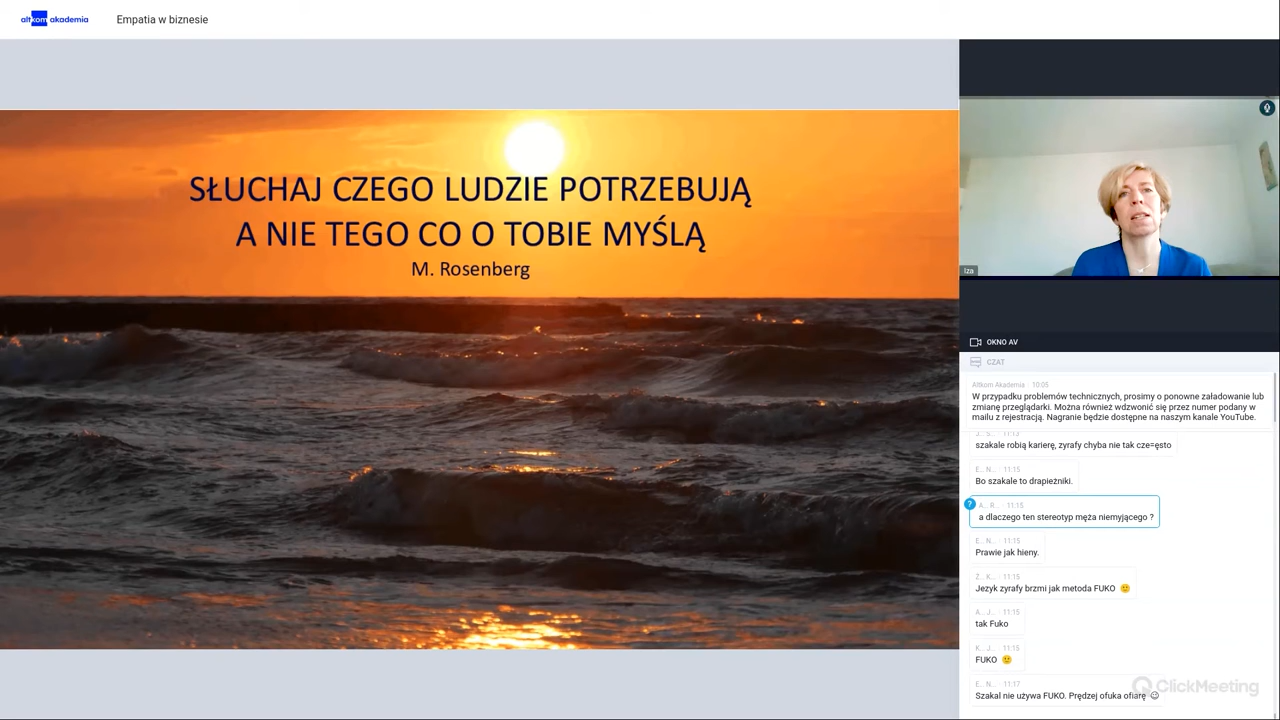 altkom akademia
Empatia w biznesie
SŁUCHAJ CZEGO LUDZIE POTRZEBUJĄ
A NIE TEGO CO O TOBIE MYŚLĄ
M. Rosenberg
Iza
OKNO AV
CZAT
Altkom Akademia · 10:05
W przypadku problemów technicznych, prosimy o ponowne załadowanie lub
zmianę przeglądarki. Można również wdzwonić się przez numer podany w
mailu z rejestracją. Nagranie będzie dostępne na naszym kanale YouTube.
szakale robią karierę, zyrafy chyba nie tak cze=ęsto
E... N... · 11:15
Bo szakale to drapieżniki.
?
A... R... · 11:15
a dlaczego ten stereotyp męża niemyjącego ?
E... N... · 11:15
Prawie jak hieny.
Z... K... · 11:15
Jezyk zyrafy brzmi jak metoda FUKO 🙂
A... J... · 11:15
tak Fuko
K... J... · 11:15
FUKO 🙂
E... N... · 11:17
Szakal nie używa FUKO. Prędzej ofuka ofiarę 😉
ClickMeeting